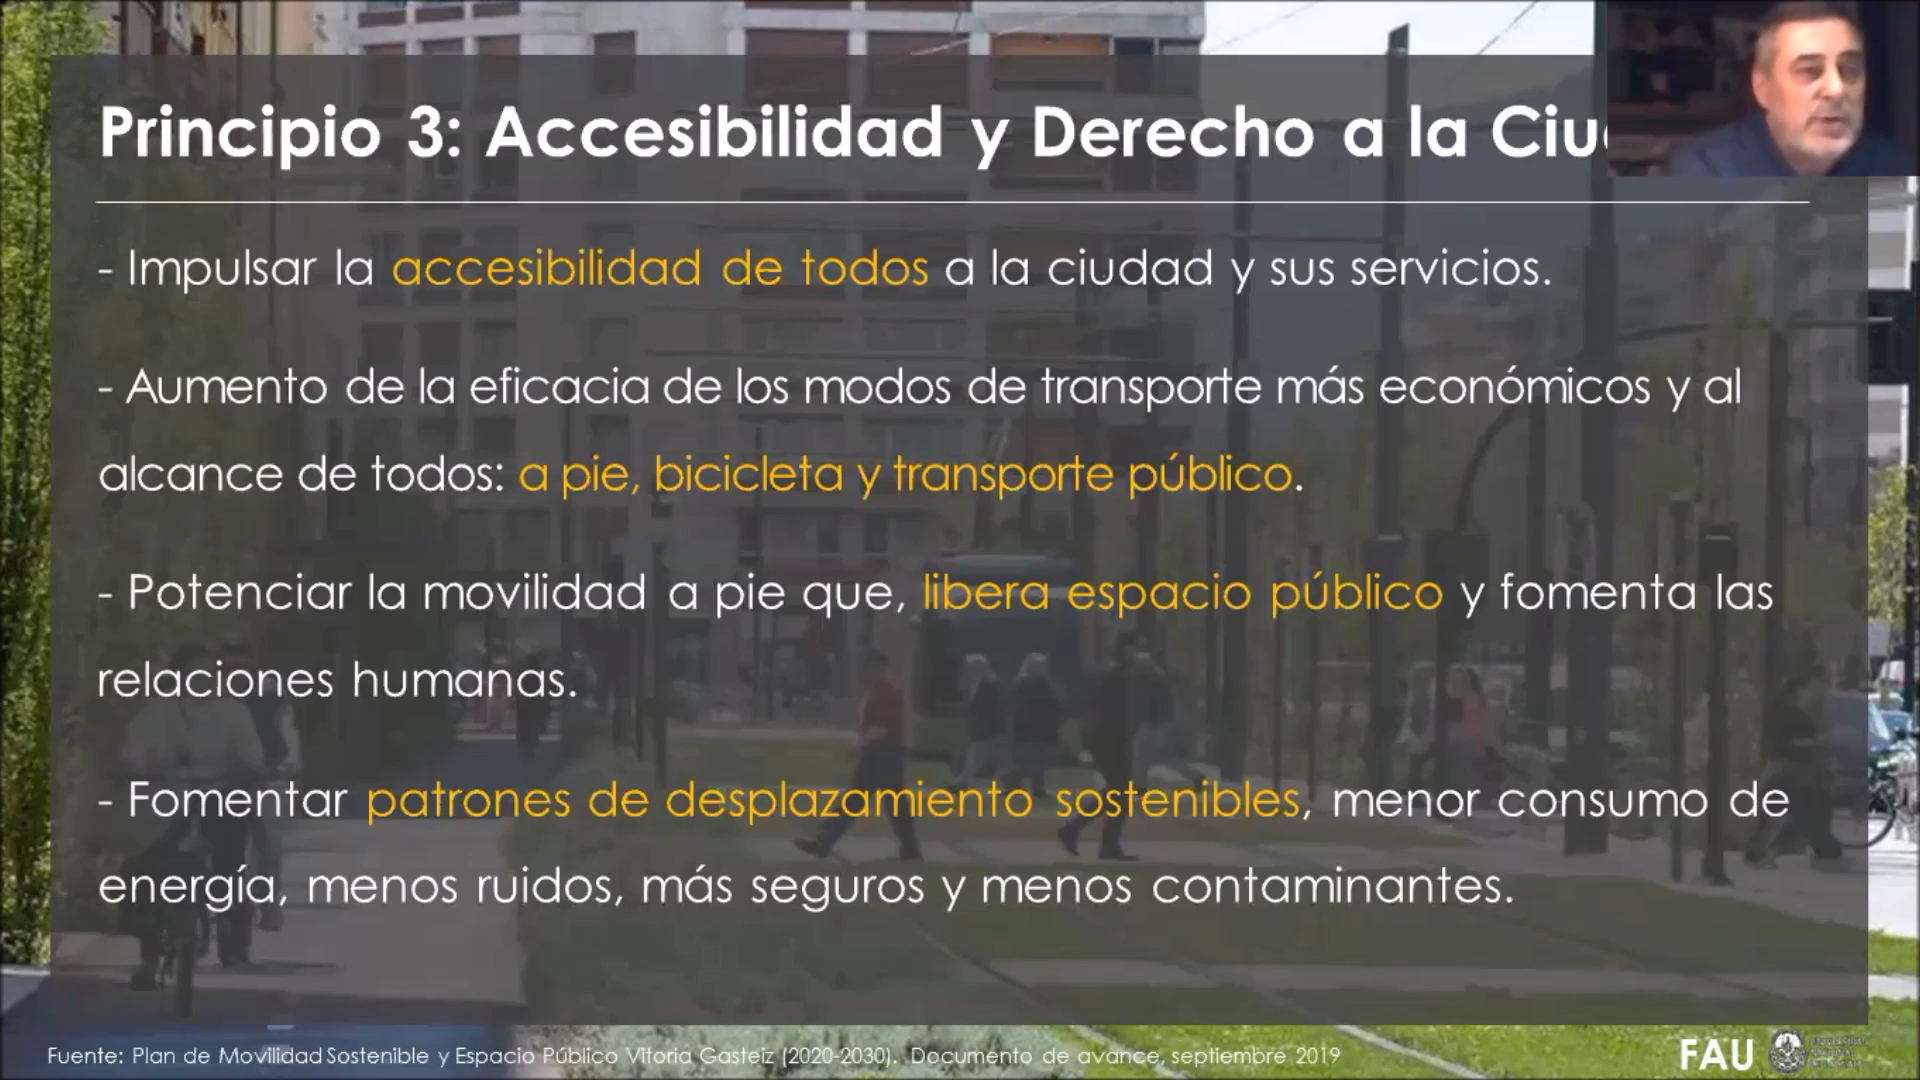 Principio 3: Accesibilidad y Derecho a la Ciu
- Impulsar la accesibilidad de todos a la ciudad y sus servicios.
- Aumento de la eficacia de los modos de transporte más económicos y al
alcance de todos: a pie, bicicleta y transporte público.
- Potenciar la movilidad a pie que, libera espacio público y fomenta las
relaciones humanas.
- Fomentar patrones de desplazamiento sostenibles, menor consumo de
energía, menos ruidos, más seguros y menos contaminantes.
Fuente: Plan de Movilidad Sostenible y Espacio Público Vitoria Gasteiz (2020-2030). Documento de avance, septiembre 2019
FAU